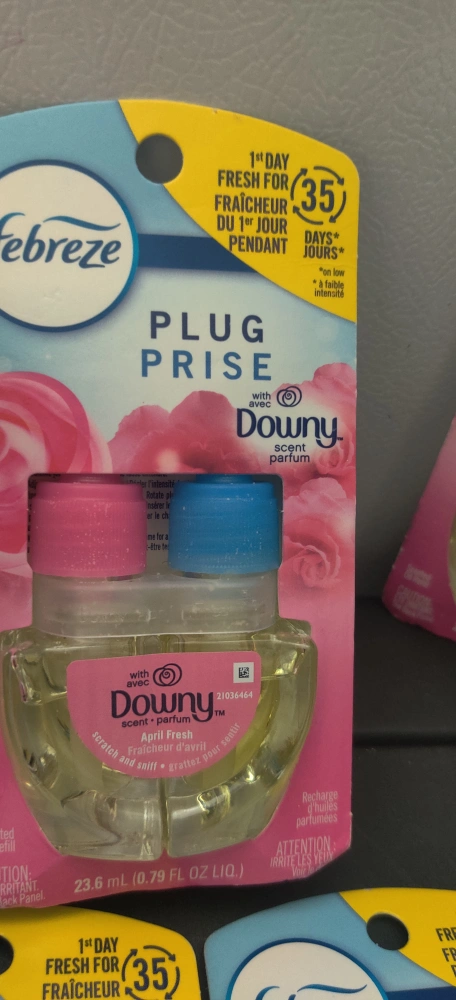 1st DAY
FRESH FOR
FRAÎCHEUR
DU 1er JOUR
PENDANT
35
DAYS*
JOURS*
*on low
* à faible
intensité
febreze
PLUG
PRISE
with
avec
Downy™
scent
parfum
with
avec
Downy™
21036464
scent • parfum
April Fresh
Fraîcheur d'avril
scratch and sniff • grattez pour sentir
Recharge
d'huiles
parfumées
ATTENTION :
IRRITE LES YEUX.
23.6 mL (0.79 FL OZ LIQ.)
1st DAY
FRESH FOR
FRAÎCHEUR
35